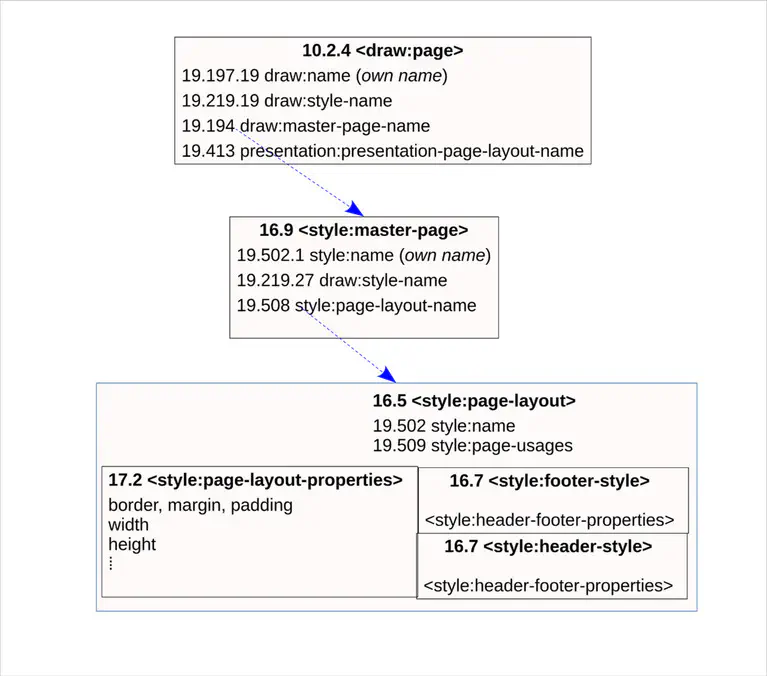 10.2.4 <draw:page>
19.197.19 draw:name (own name)
19.219.19 draw:style-name
19.194 draw:master-page-name
19.413 presentation:presentation-page-layout-name
16.9 <style:master-page>
19.502.1 style:name (own name)
19.219.27 draw:style-name
19.508 style:page-layout-name
16.5 <style:page-layout>
19.502 style:name
19.509 style:page-usages
17.2 <style:page-layout-properties>
border, margin, padding
width
height
⁞
16.7 <style:footer-style>
<style:header-footer-properties>
16.7 <style:header-style>
<style:header-footer-properties>